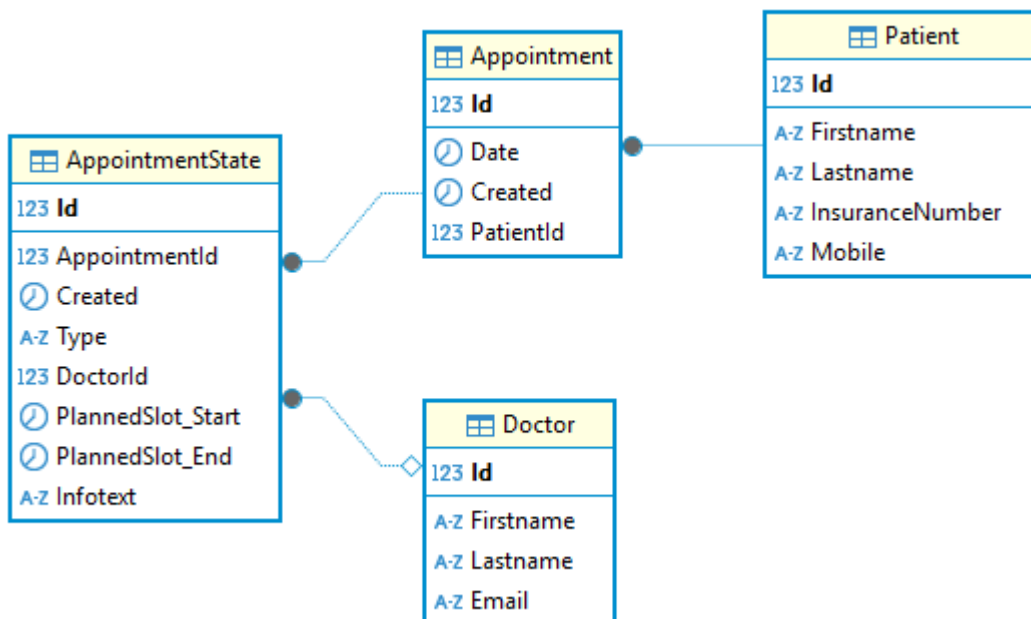 AppointmentState
123 Id
123 AppointmentId
Created
A-Z Type
123 DoctorId
PlannedSlot_Start
PlannedSlot_End
A-Z Infotext
Appointment
123 Id
Date
Created
123 PatientId
Patient
123 Id
A-Z Firstname
A-Z Lastname
A-Z InsuranceNumber
A-Z Mobile
Doctor
123 Id
A-Z Firstname
A-Z Lastname
A-Z Email